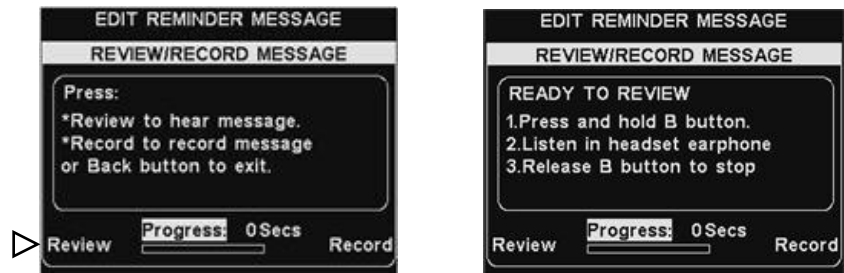 EDIT REMINDER MESSAGE
REVIEW/RECORD MESSAGE
Press:
*Review to hear message.
*Record to record message
or Back button to exit.
Progress: 0Secs
Review
Record
EDIT REMINDER MESSAGE
REVIEW/RECORD MESSAGE
READY TO REVIEW
1.Press and hold B button.
2.Listen in headset earphone
3.Release B button to stop
Progress: 0Secs
Review
Record